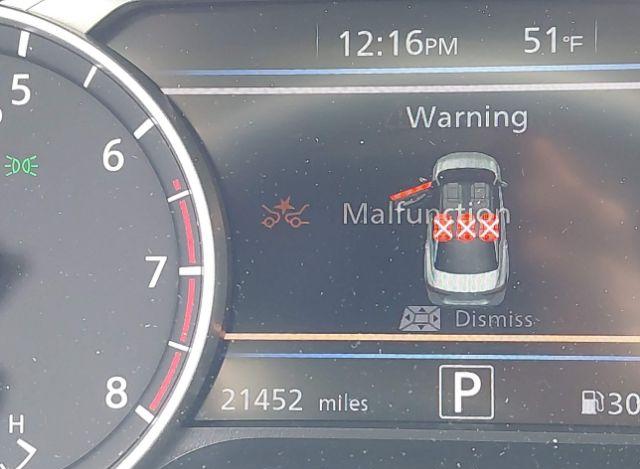 12:16PM 51°F
Warning
Malfunction
Dismiss
5
6
7
8
H
21452 miles
P
30